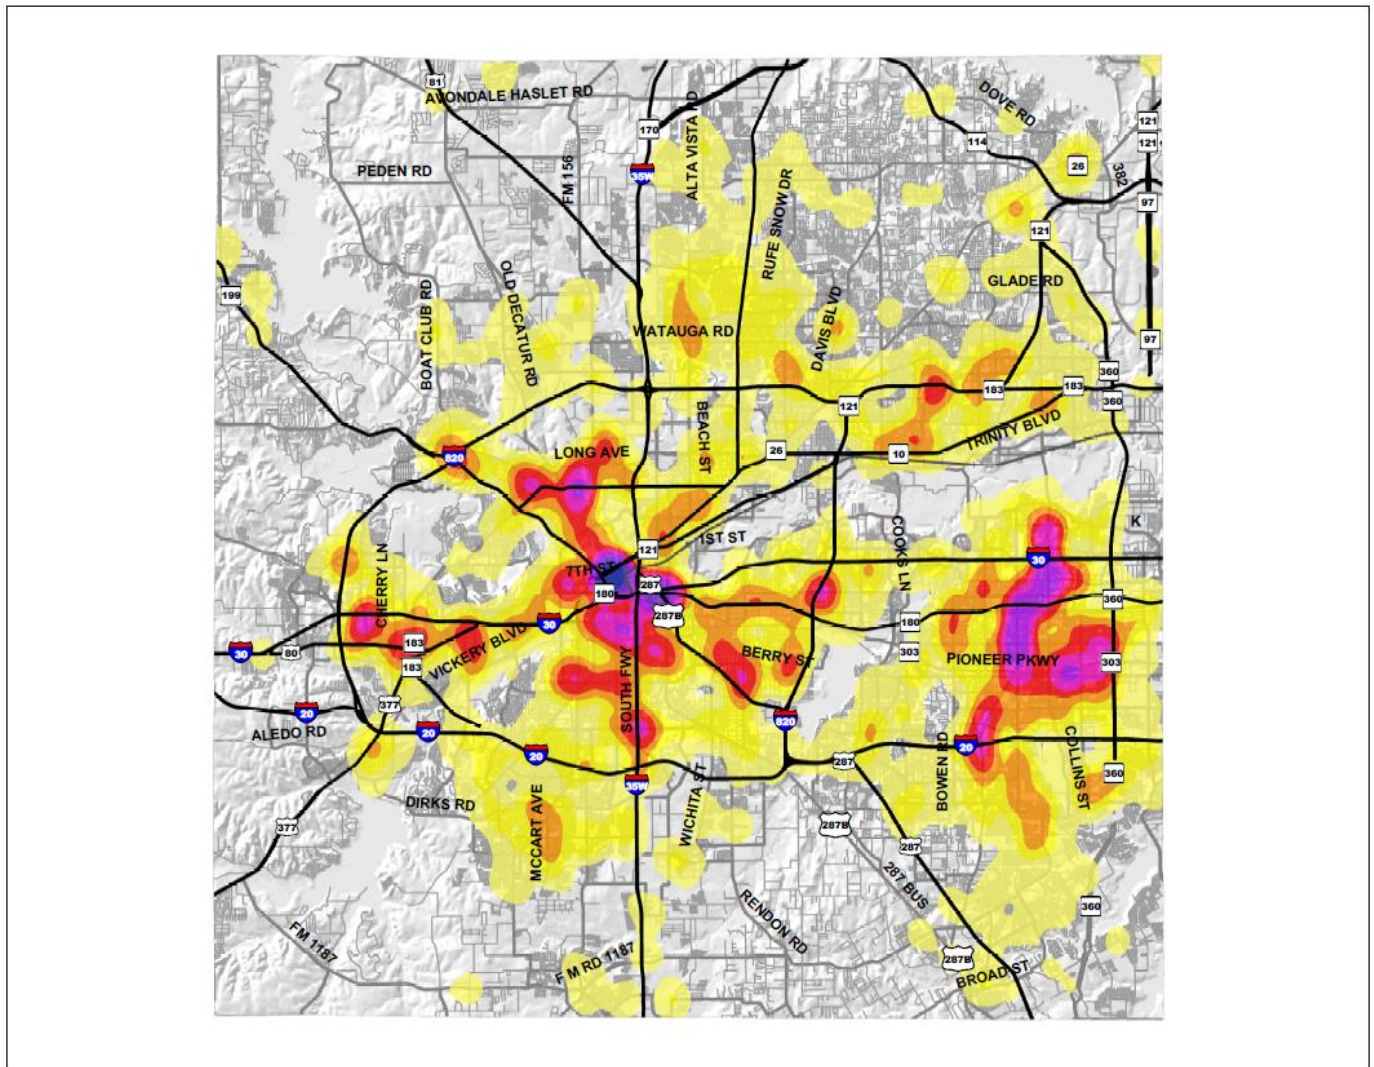 81
AVONDALE HASLET RD
DOVE RD
121
170
ALTA VISTA RD
114
121
PEDEN RD
FM 156
35W
26
382
RUFE SNOW DR
97
121
199
BOAT CLUB RD
OLD DECATUR RD
GLADE RD
WATAUGA RD
DAVIS BLVD
97
360
183
183
121
360
BEACH ST
TRINITY BLVD
820
LONG AVE
26
10
K
COOKS LN
1ST ST
121
30
CHERRY LN
7TH ST
287
180
360
287B
30
180
183
30
80
VICKERY BLVD
183
BERRY ST
303
PIONEER PKWY
303
SOUTH FWY
377
20
820
ALEDO RD
20
20
20
287
BOWEN RD
COLLINS ST
35W
360
WICHITA ST
DIRKS RD
MCCART AVE
377
287B
287
287 BUS
360
RENDON RD
FM 1187
F M RD 1187
287B
BROAD ST